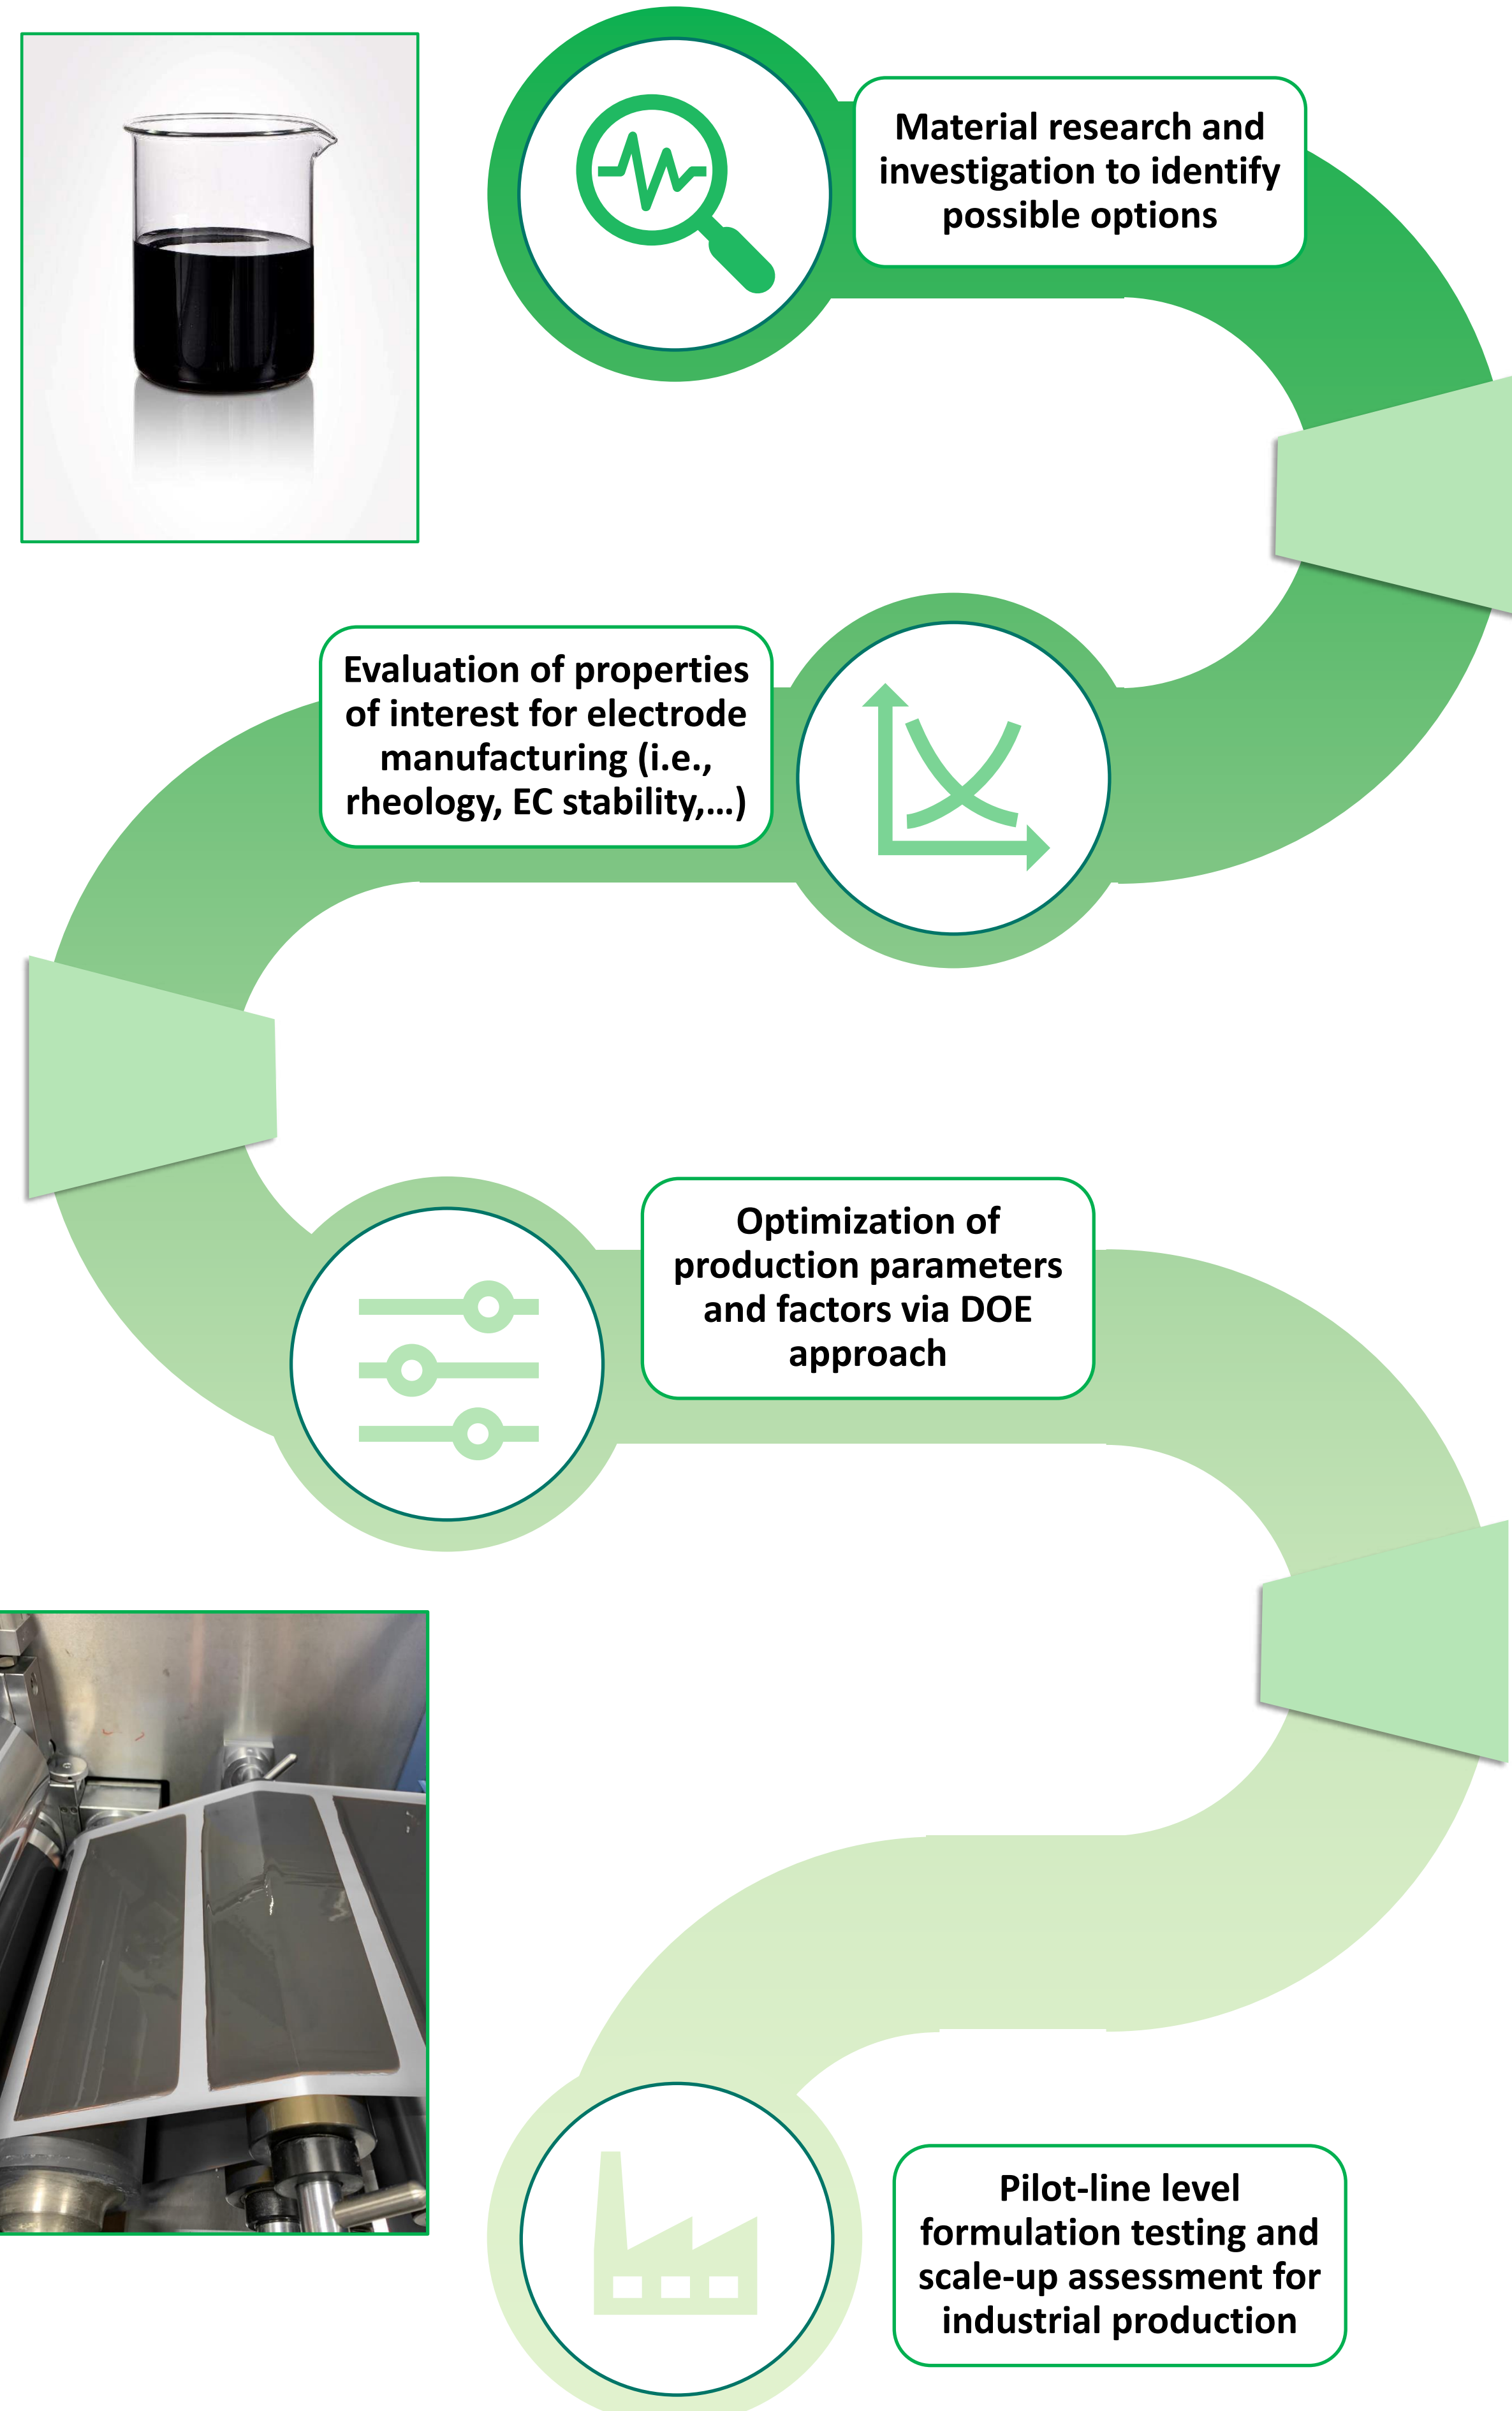 Material research and
investigation to identify
possible options
Evaluation of properties
of interest for electrode
manufacturing (i.e.,
rheology, EC stability,...)
Optimization of
production parameters
and factors via DOE
approach
Pilot-line level
formulation testing and
scale-up assessment for
industrial production